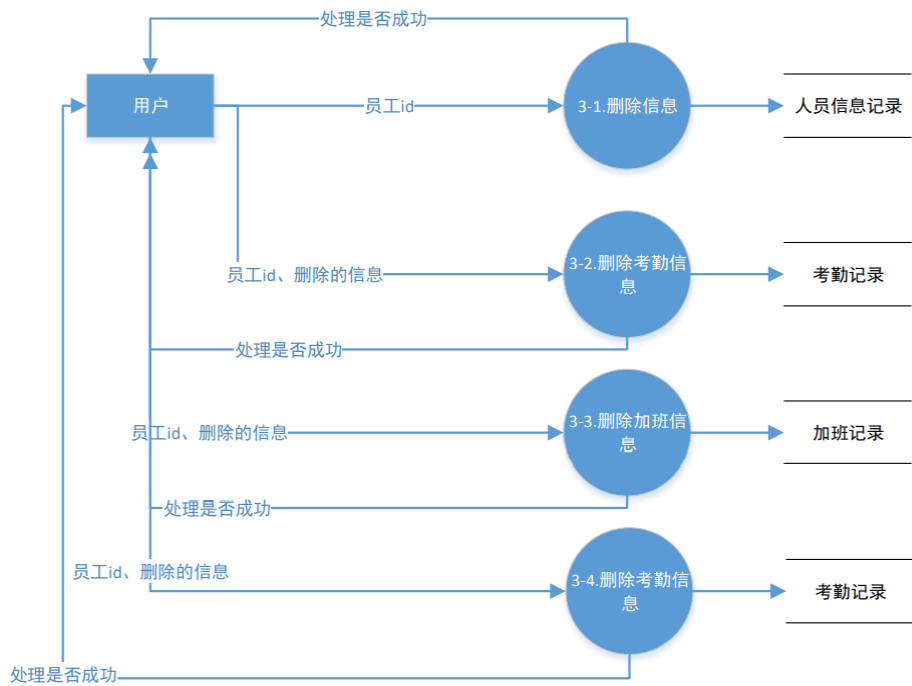 处理是否成功
用户
员工id
3-1.删除信息
人员信息记录
员工id、删除的信息
3-2.删除考勤信
息
考勤记录
处理是否成功
员工id、删除的信息
3-3.删除加班信
息
加班记录
处理是否成功
员工id、删除的信息
3-4.删除考勤信
息
考勤记录
处理是否成功